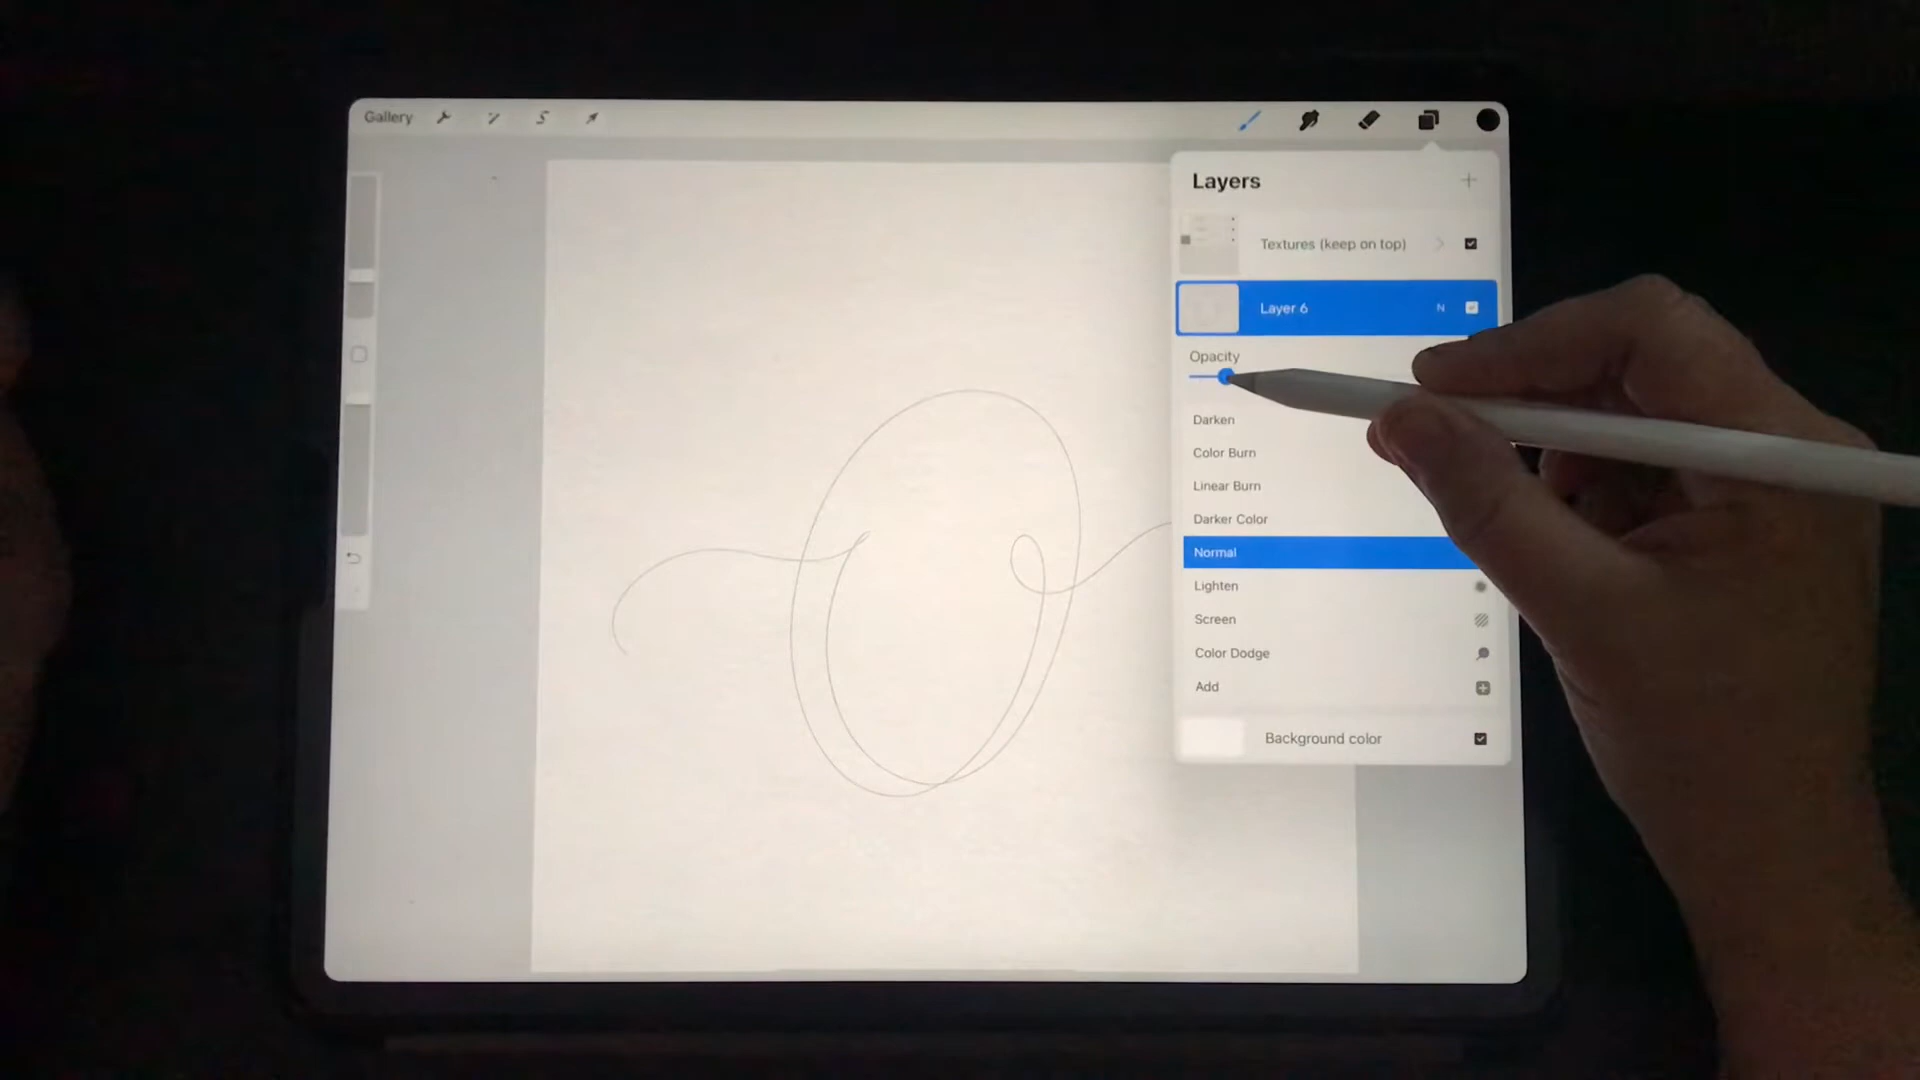 Gallery
Layers
Textures (keep on top)
Layer 6 N
Opacity
Darken
Color Burn
Linear Burn
Darker Color
Normal
Lighten
Screen
Color Dodge
Add
Background color